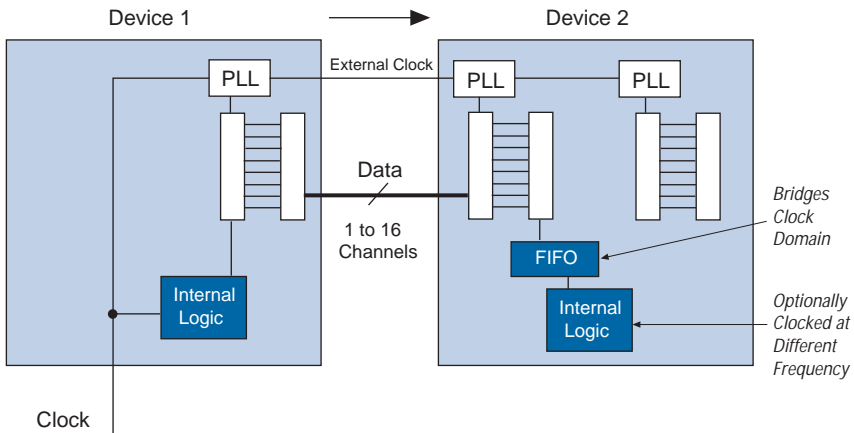 Device 1
Device 2
PLL
External Clock
PLL
PLL
Data
1 to 16
Channels
Bridges
Clock
Domain
FIFO
Internal
Logic
Internal
Logic
Optionally
Clocked at
Different
Frequency
Clock